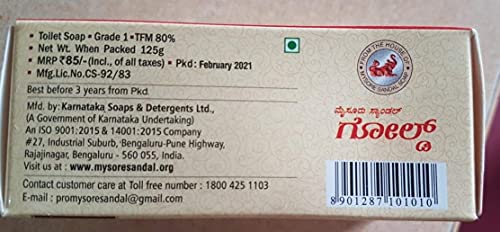 • Toilet Soap • Grade 1 • TFM 80%
• Net Wt. When Packed 125g
• MRP ₹85/- (Incl., of all taxes) • Pkd: February 2021
• Mfg.Lic.No.CS-92/83
Best before 3 years from Pkd.
Mfd. by: Karnataka Soaps & Detergents Ltd.,
(A Government of Karnataka Undertaking)
An ISO 9001:2015 & 14001:2015 Company
#27, Industrial Suburb, Bengaluru-Pune Highway,
Rajajinagar, Bengaluru - 560 055, India.
Visit us at : www.mysoresandal.org
Contact customer care at Toll free number : 1800 425 1103
E-mail : promysoresandal@gmail.com
FROM THE HOUSE OF
MYSORE SANDAL SOAP
ಮೈಸೂರು ಸ್ಯಾಂಡಲ್
ಗೋಲ್ಡ್
8 901287 101010